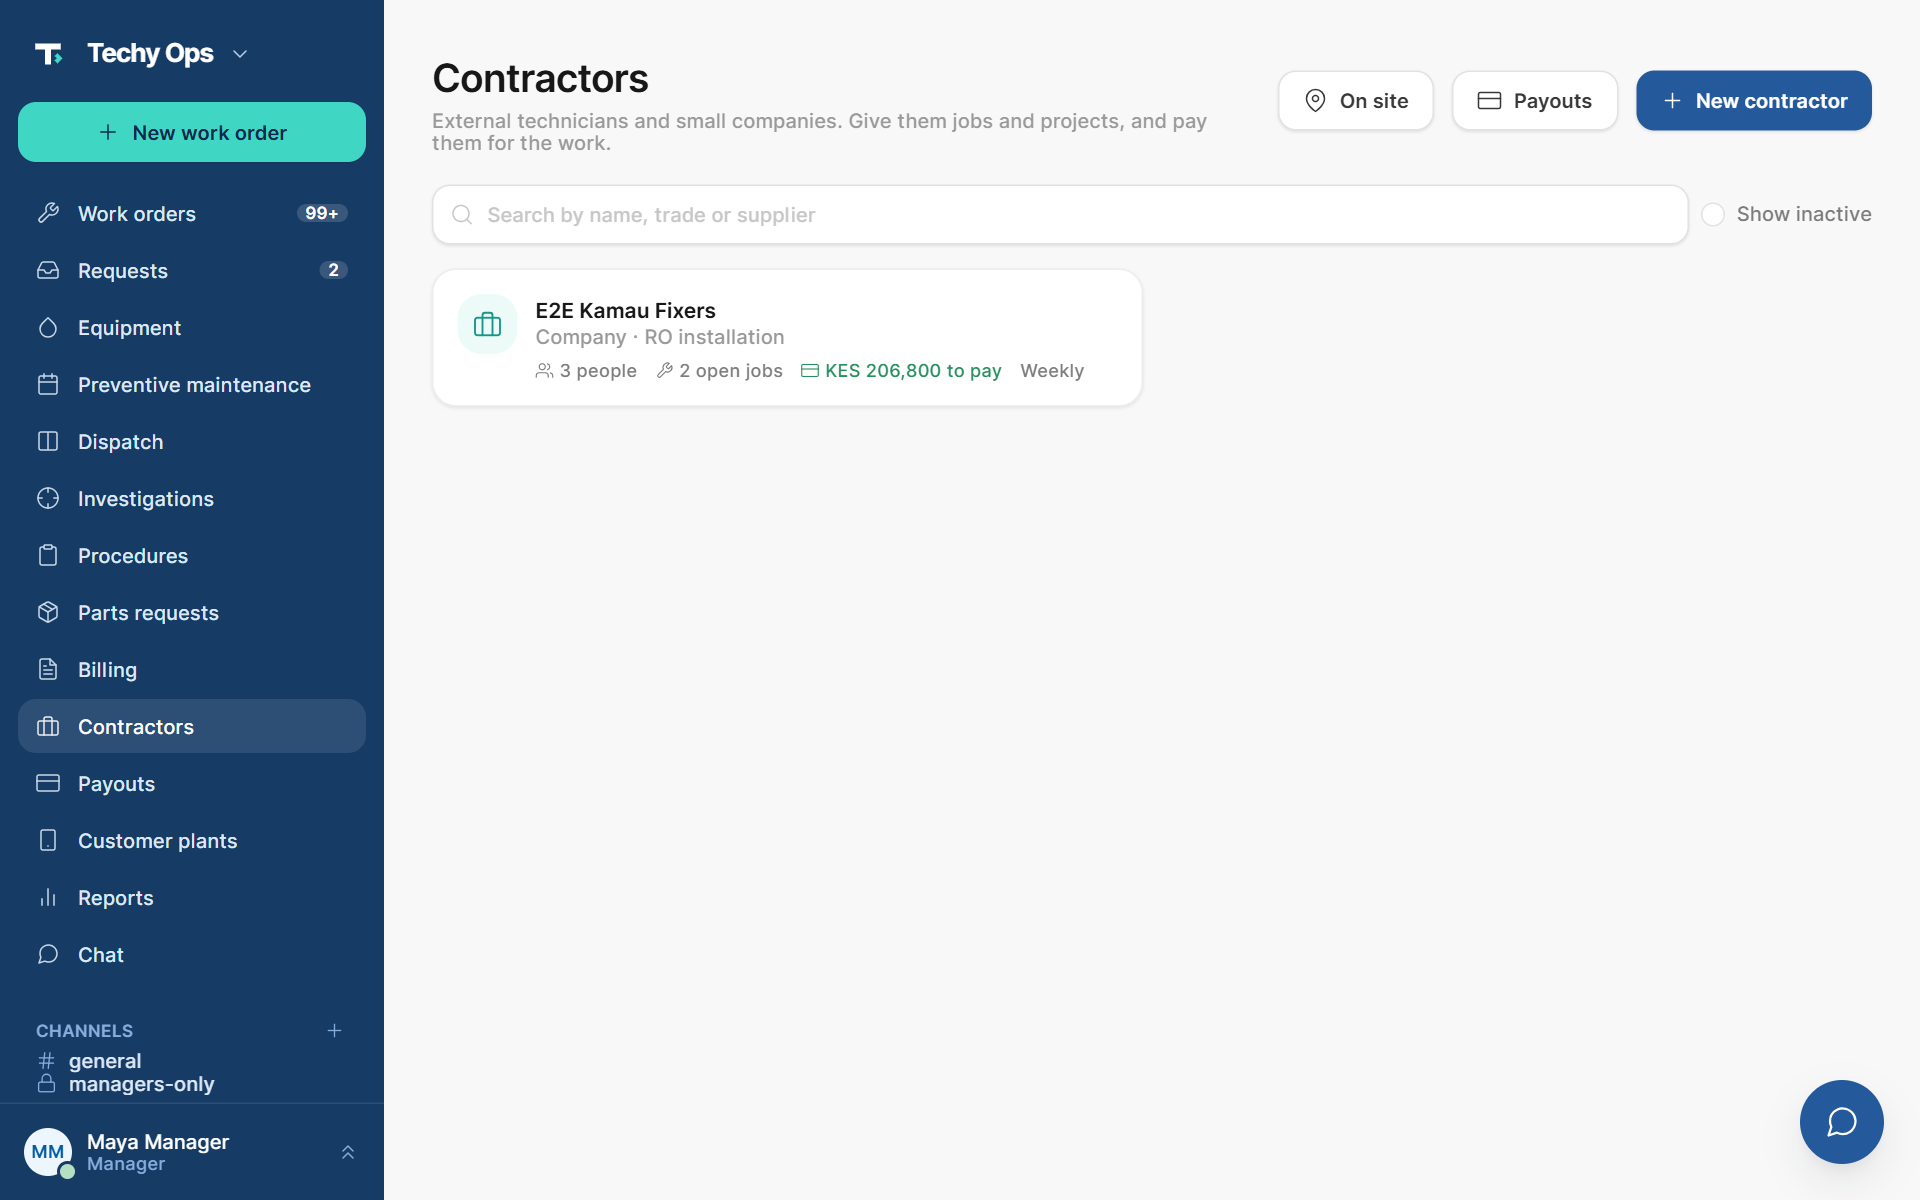 Techy Ops
New work order
Work orders 99+
Requests 2
Equipment
Preventive maintenance
Dispatch
Investigations
Procedures
Parts requests
Billing
Contractors
Payouts
Customer plants
Reports
Chat
CHANNELS
general
managers-only
MM
Maya Manager
Manager
Contractors
External technicians and small companies. Give them jobs and projects, and pay
them for the work.
On site
Payouts
New contractor
Search by name, trade or supplier
Show inactive
E2E Kamau Fixers
Company · RO installation
3 people 2 open jobs KES 206,800 to pay Weekly